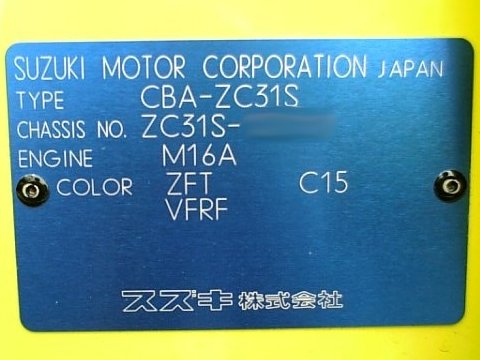 SUZUKI MOTOR CORPORATION JAPAN
TYPE CBA-ZC31S
CHASSIS NO. ZC31S-
ENGINE M16A
COLOR ZFT C15
VFRF
スズキ株式会社